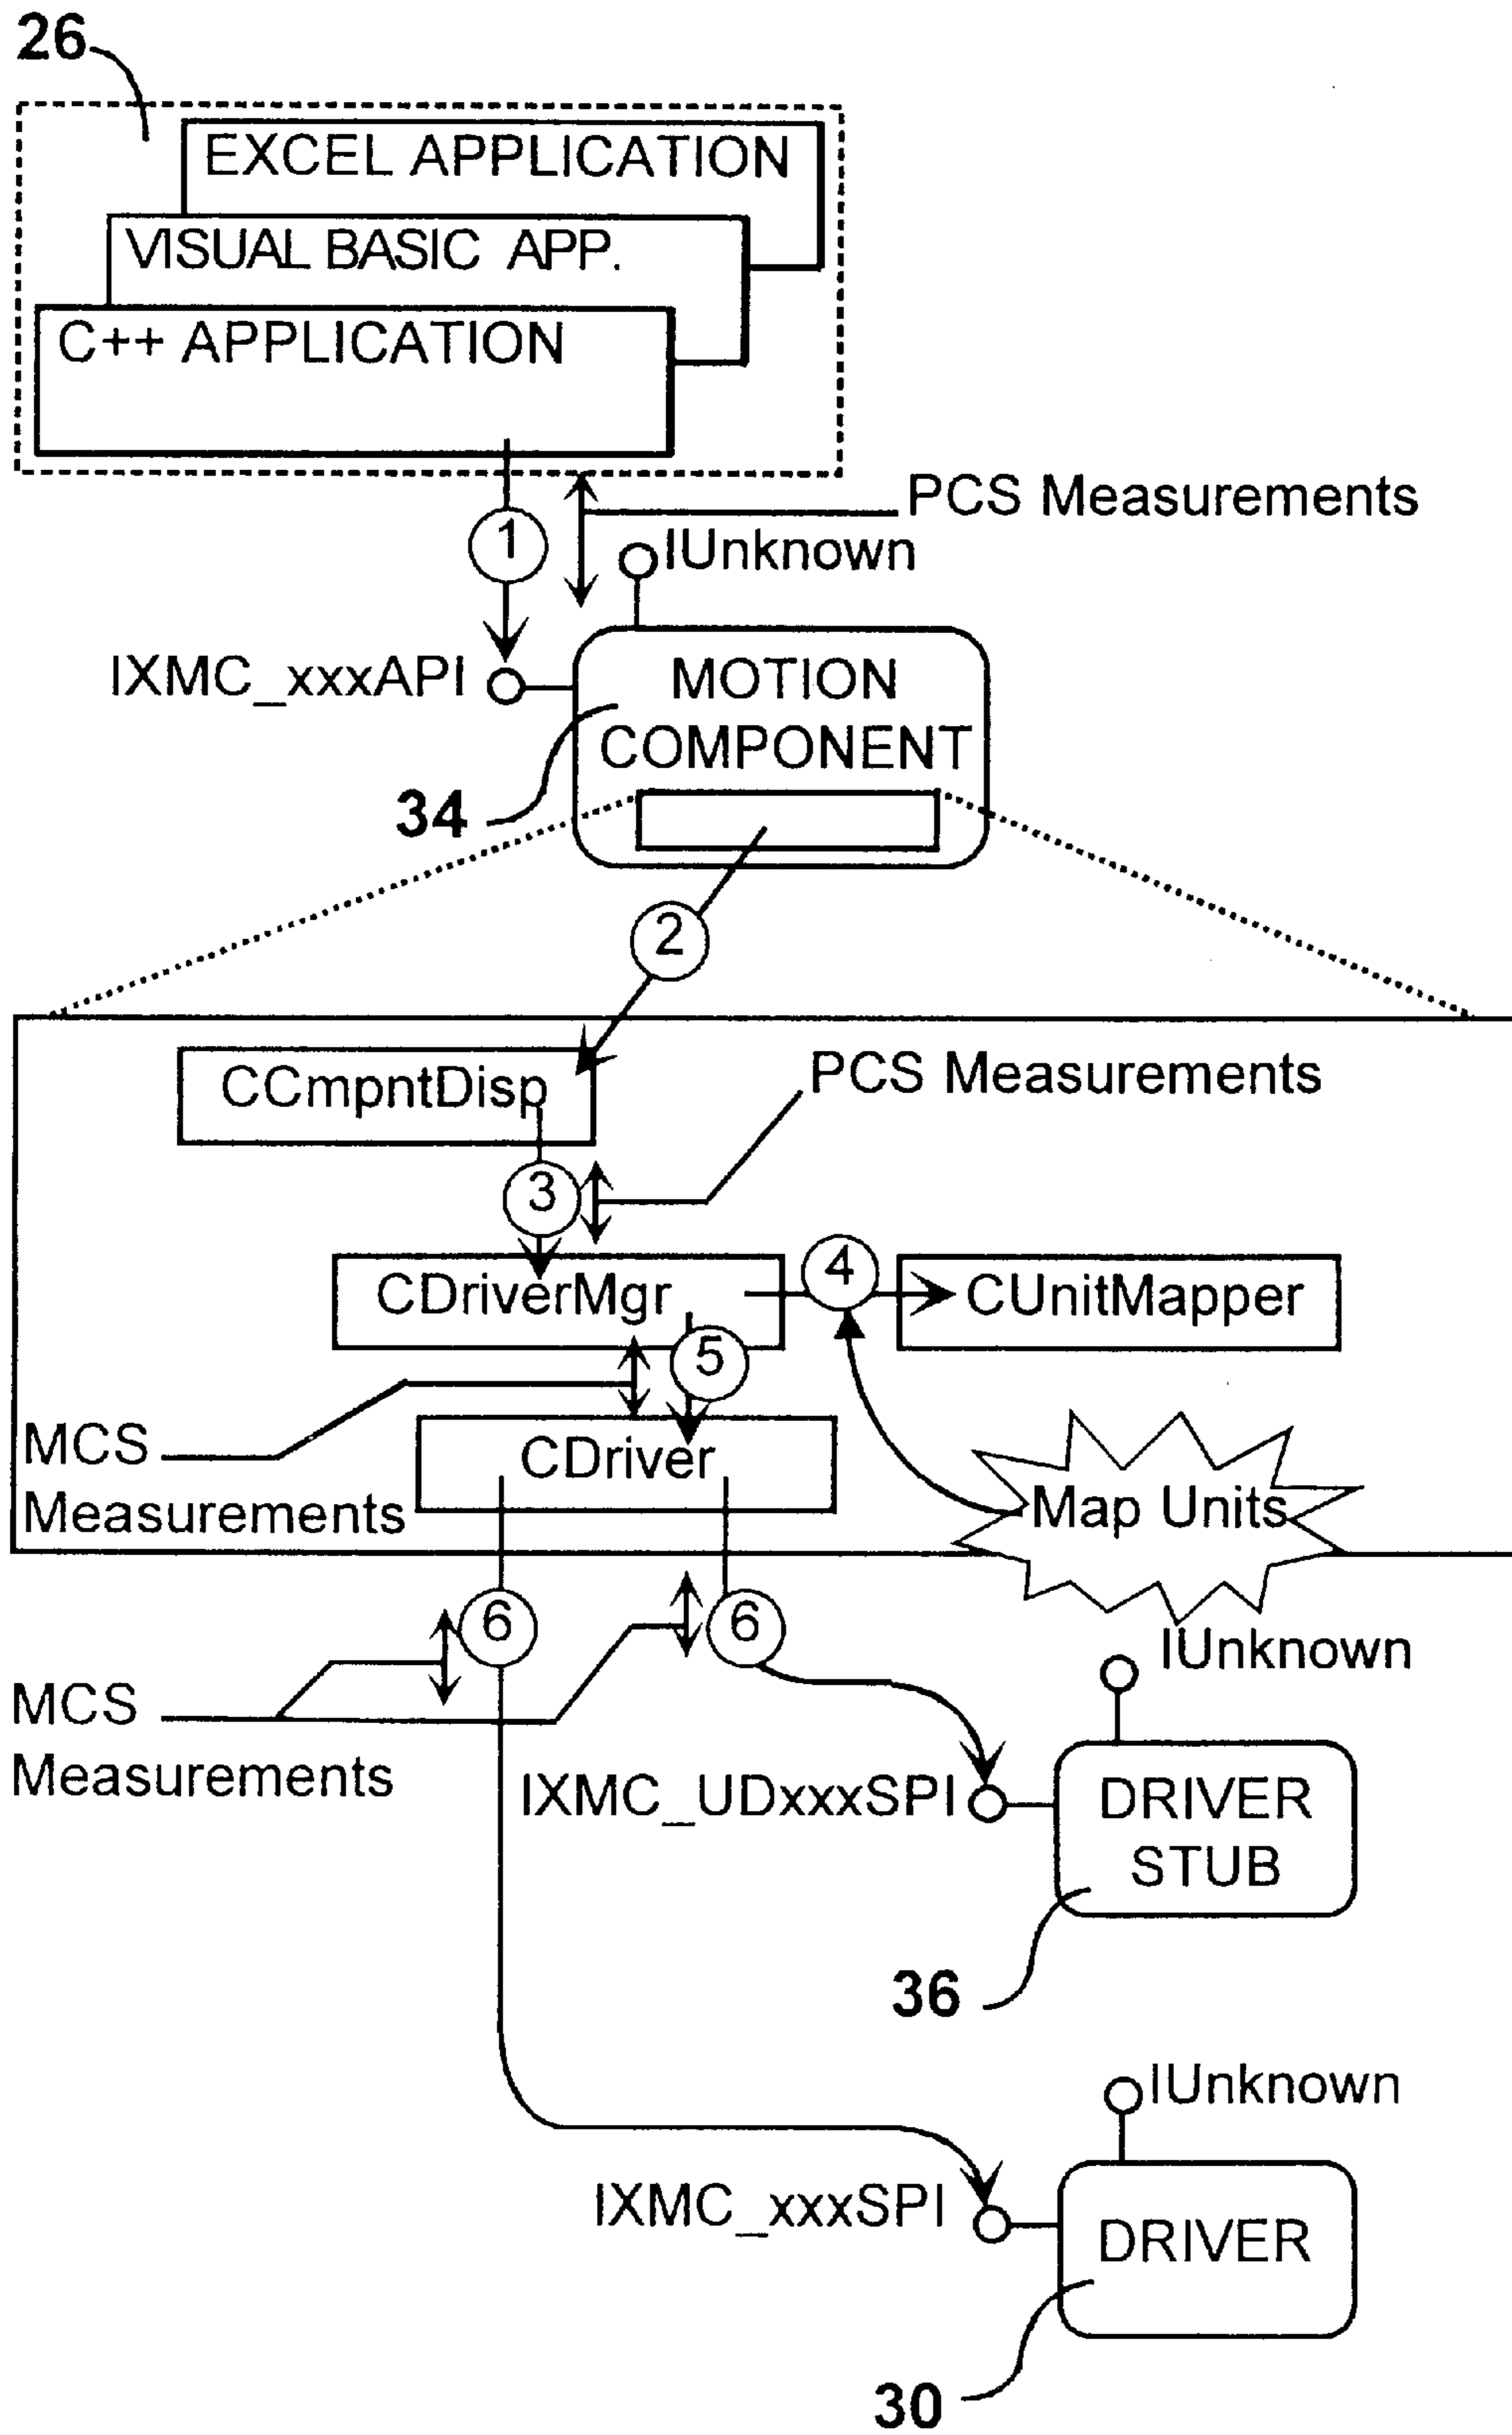 26
EXCEL APPLICATION
VISUAL BASIC APP.
C++ APPLICATION
PCS Measurements
1
IUnknown
IXMC_xxxAPI
MOTION
COMPONENT
34
2
CCmpntDisp
PCS Measurements
3
4
CDriverMgr
CUnitMapper
5
MCS
Measurements
CDriver
Map Units
6
6
IUnknown
MCS
Measurements
IXMC_UDxxxSPI
DRIVER
STUB
36
IUnknown
IXMC_xxxSPI
DRIVER
30